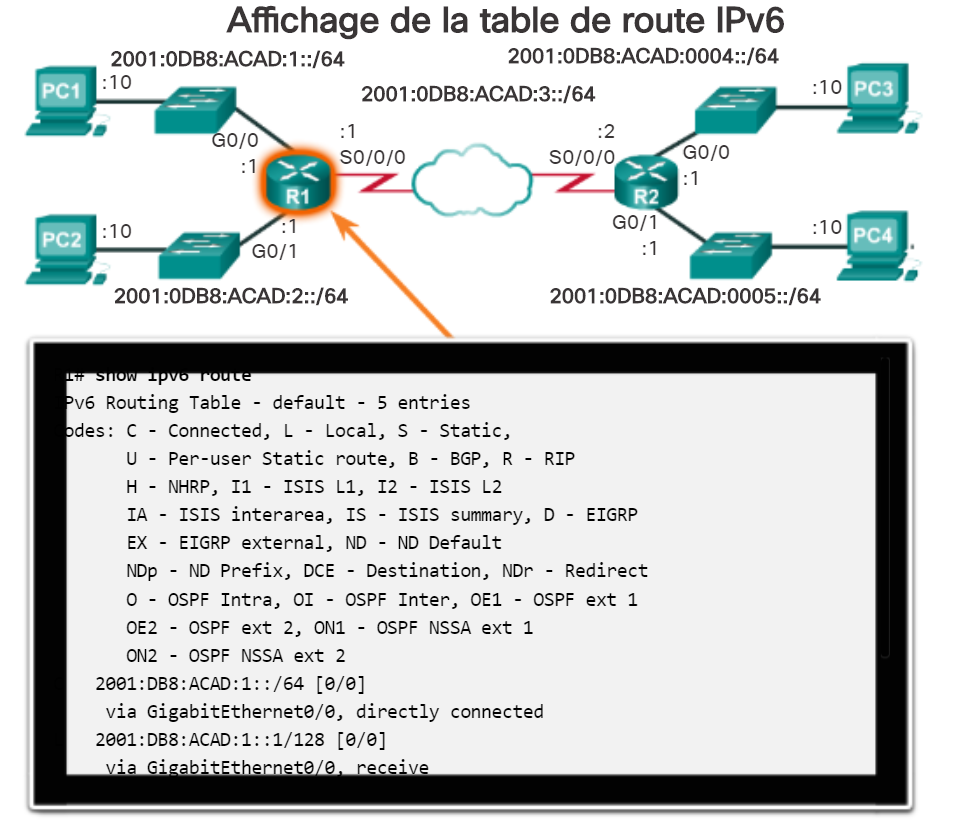 Affichage de la table de route IPv6
2001:0DB8:ACAD:1::/64
2001:0DB8:ACAD:0004::/64
PC1
:10
2001:0DB8:ACAD:3::/64
:10
PC3
G0/0
:1
:2
G0/0
:1
S0/0/0
S0/0/0
:1
R1
R2
PC2
:10
:1
G0/1
G0/1
:1
:10
PC4
2001:0DB8:ACAD:2::/64
2001:0DB8:ACAD:0005::/64
1# show ipv6 route
Pv6 Routing Table - default - 5 entries
odes: C - Connected, L - Local, S - Static,
U - Per-user Static route, B - BGP, R - RIP
H - NHRP, I1 - ISIS L1, I2 - ISIS L2
IA - ISIS interarea, IS - ISIS summary, D - EIGRP
EX - EIGRP external, ND - ND Default
NDp - ND Prefix, DCE - Destination, NDr - Redirect
O - OSPF Intra, OI - OSPF Inter, OE1 - OSPF ext 1
OE2 - OSPF ext 2, ON1 - OSPF NSSA ext 1
ON2 - OSPF NSSA ext 2
2001:DB8:ACAD:1::/64 [0/0]
via GigabitEthernet0/0, directly connected
2001:DB8:ACAD:1::1/128 [0/0]
via GigabitEthernet0/0, receive